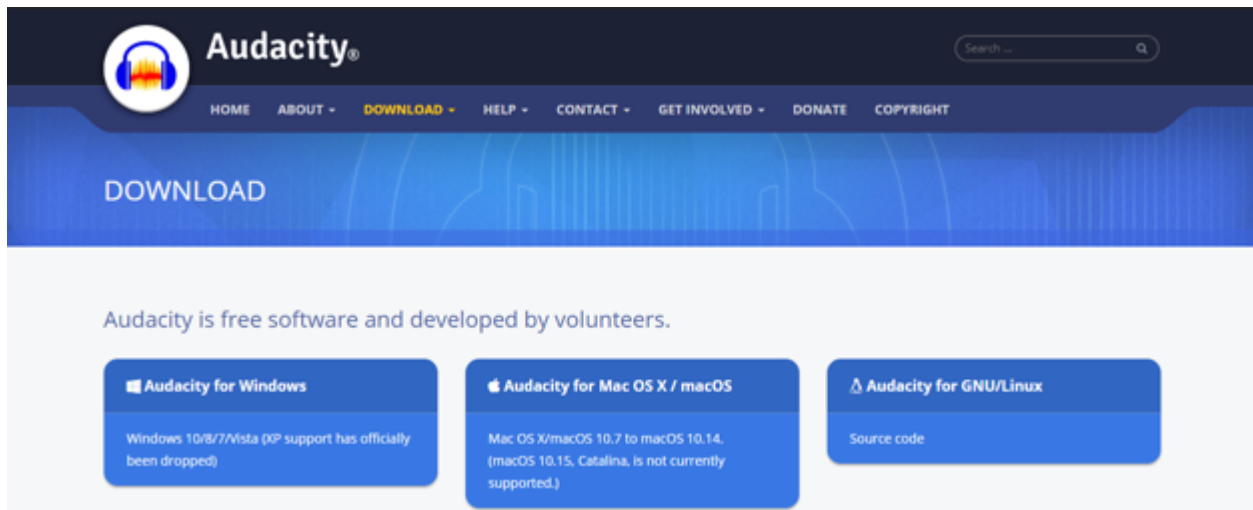 Audacity®
Search ...
HOME ABOUT DOWNLOAD HELP CONTACT GET INVOLVED DONATE COPYRIGHT
DOWNLOAD
Audacity is free software and developed by volunteers.
Audacity for Windows
Windows 10/8/7/Vista (XP support has officially
been dropped)
Audacity for Mac OS X / macOS
Mac OS X/macOS 10.7 to macOS 10.14.
(macOS 10.15, Catalina, is not currently
supported.)
Audacity for GNU/Linux
Source code